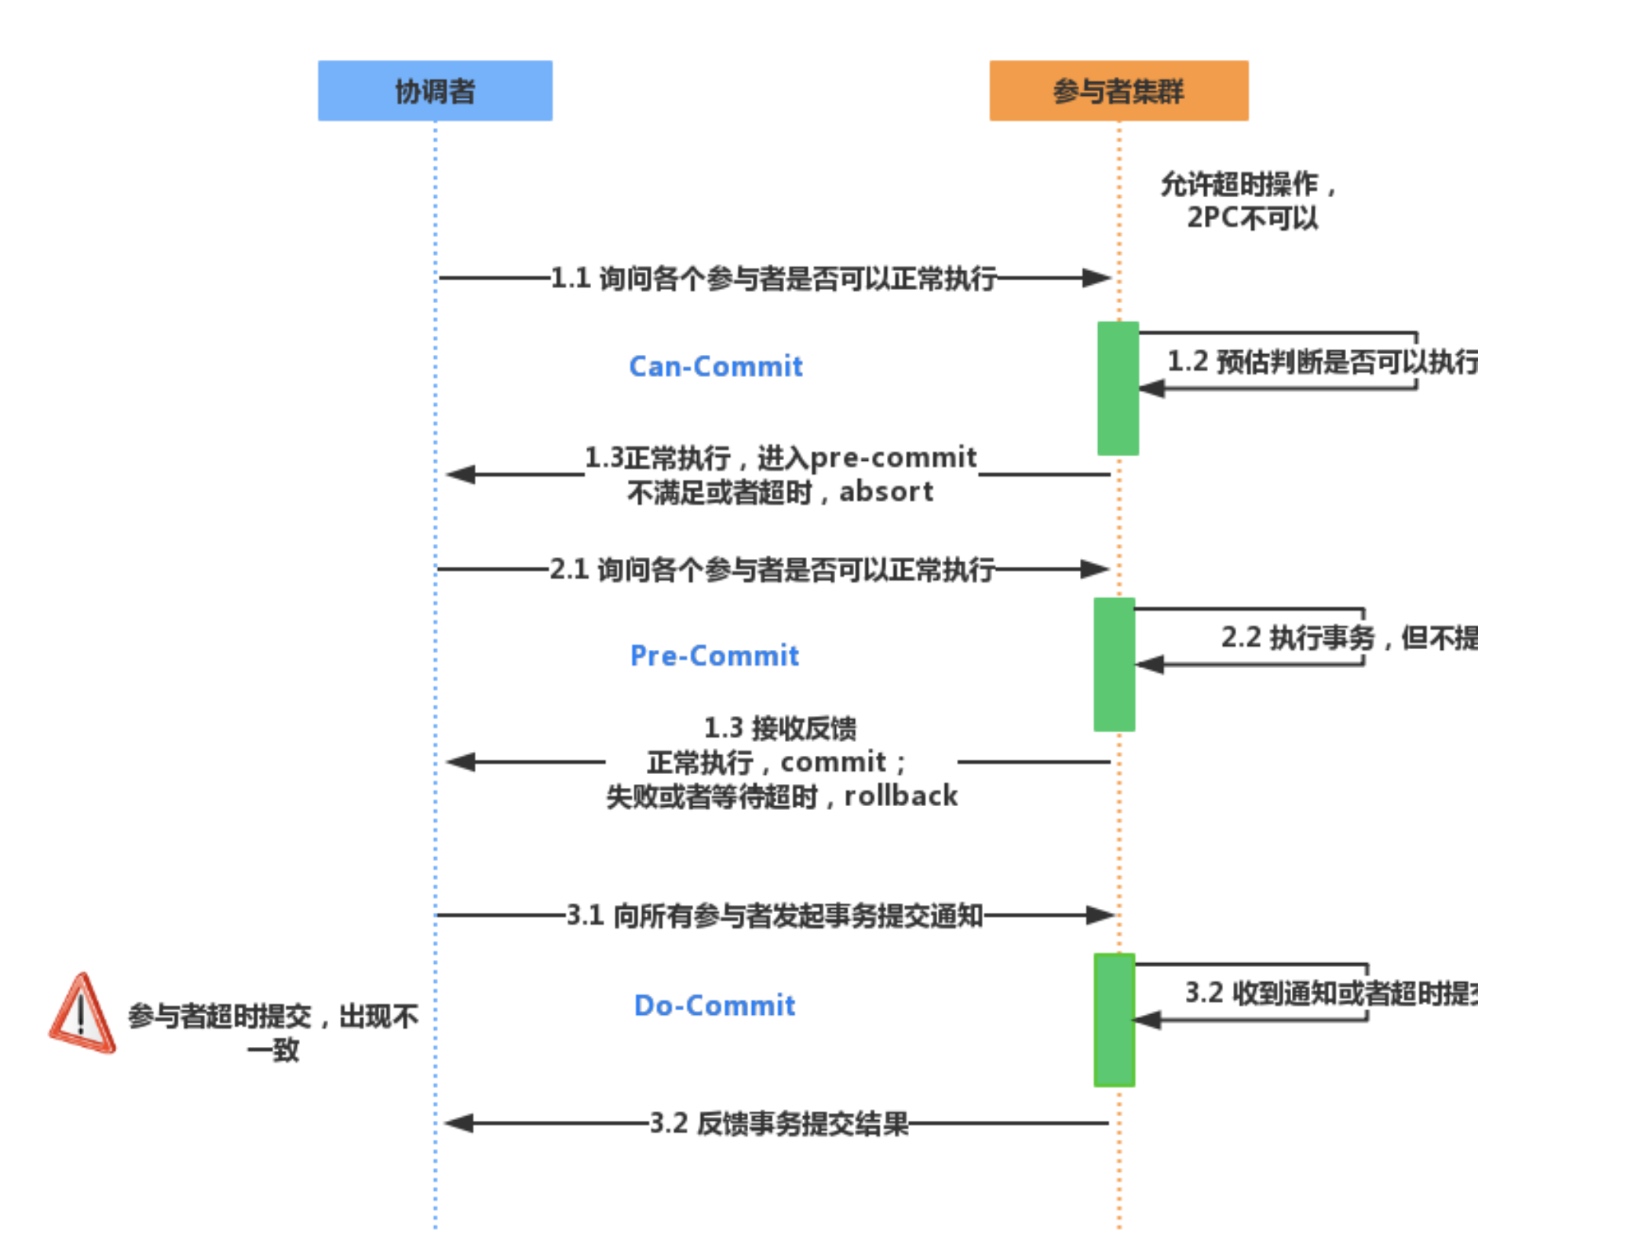 协调者
参与者集群
允许超时操作，
2PC不可以
1.1 询问各个参与者是否可以正常执行
Can-Commit
1.2 预估判断是否可以执行
1.3正常执行，进入pre-commit
不满足或者超时，absort
2.1 询问各个参与者是否可以正常执行
2.2 执行事务，但不提
Pre-Commit
1.3 接收反馈
正常执行，commit；
失败或者等待超时，rollback
3.1 向所有参与者发起事务提交通知
3.2 收到通知或者超时提交
Do-Commit
参与者超时提交，出现不
一致
3.2 反馈事务提交结果